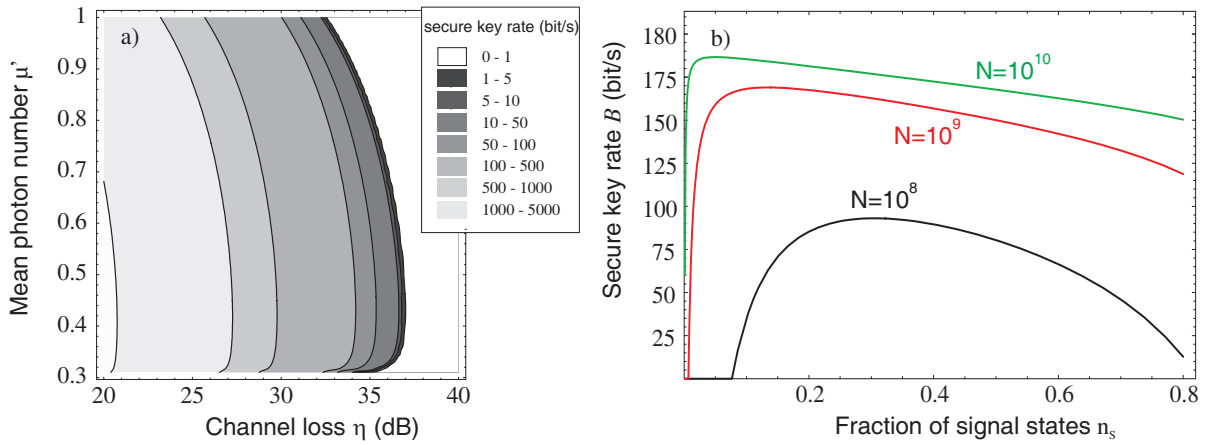 a)
Mean photon number μ'
1
0.9
0.8
0.7
0.6
0.5
0.4
0.3
20
25
30
35
40
Channel loss η (dB)
secure key rate (bit/s)
0 - 1
1 - 5
5 - 10
10 - 50
50 - 100
100 - 500
500 - 1000
1000 - 5000
b)
Secure key rate B (bit/s)
180
175
150
125
100
75
50
25
N=10^10
N=10^9
N=10^8
0.2
0.4
0.6
0.8
Fraction of signal states n_s